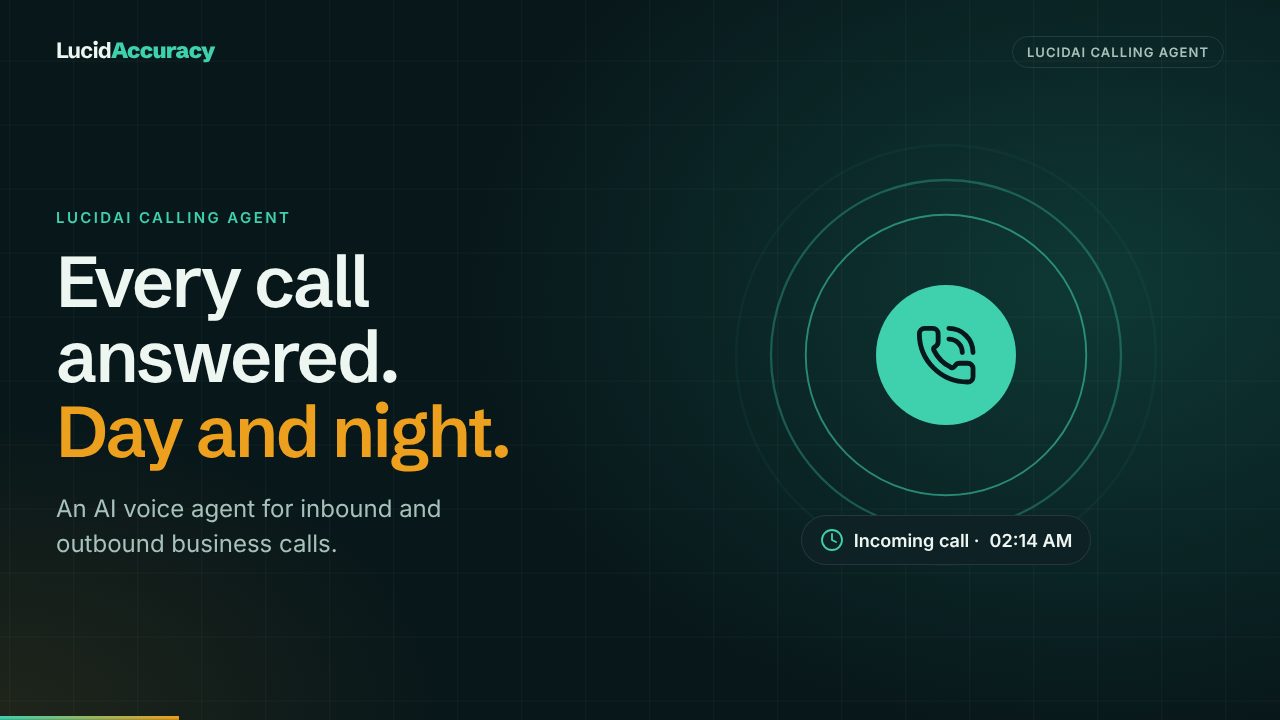 LucidAccuracy
LUCIDAI CALLING AGENT
LUCIDAI CALLING AGENT
Every call
answered.
Day and night.
An AI voice agent for inbound and
outbound business calls.
Incoming call · 02:14 AM